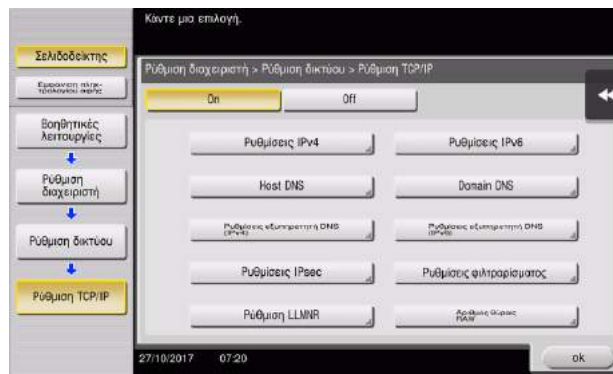 Κάντε μια επιλογή.
Σελιδοδείκτης
Ρύθμιση διαχειριστή > Ρύθμιση δικτύου > Ρύθμιση TCP/IP
On
Off
Βοηθητικές
λειτουργίες
Ρύθμιση
διαχειριστή
Ρύθμιση δικτύου
Ρύθμιση TCP/IP
Ρυθμίσεις IPv4
Ρυθμίσεις IPv6
Host DNS
Domain DNS
Ρυθμίσεις εξυπηρετητή DNS
(IPv4)
Ρυθμίσεις εξυπηρετητή DNS
(IPv6)
Ρυθμίσεις IPsec
Ρυθμίσεις φιλτραρίσματος
Ρύθμιση LLMNR
Αριθμός θύρας
RAW
27/10/2017 07:20
ok